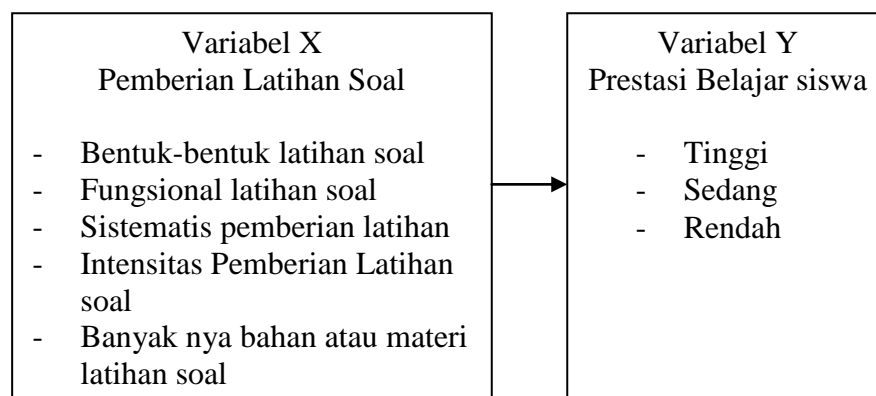 Variabel X
Pemberian Latihan Soal
- Bentuk-bentuk latihan soal
- Fungsional latihan soal
- Sistematis pemberian latihan
- Intensitas Pemberian Latihan
soal
- Banyak nya bahan atau materi
latihan soal
Variabel Y
Prestasi Belajar siswa
- Tinggi
- Sedang
- Rendah